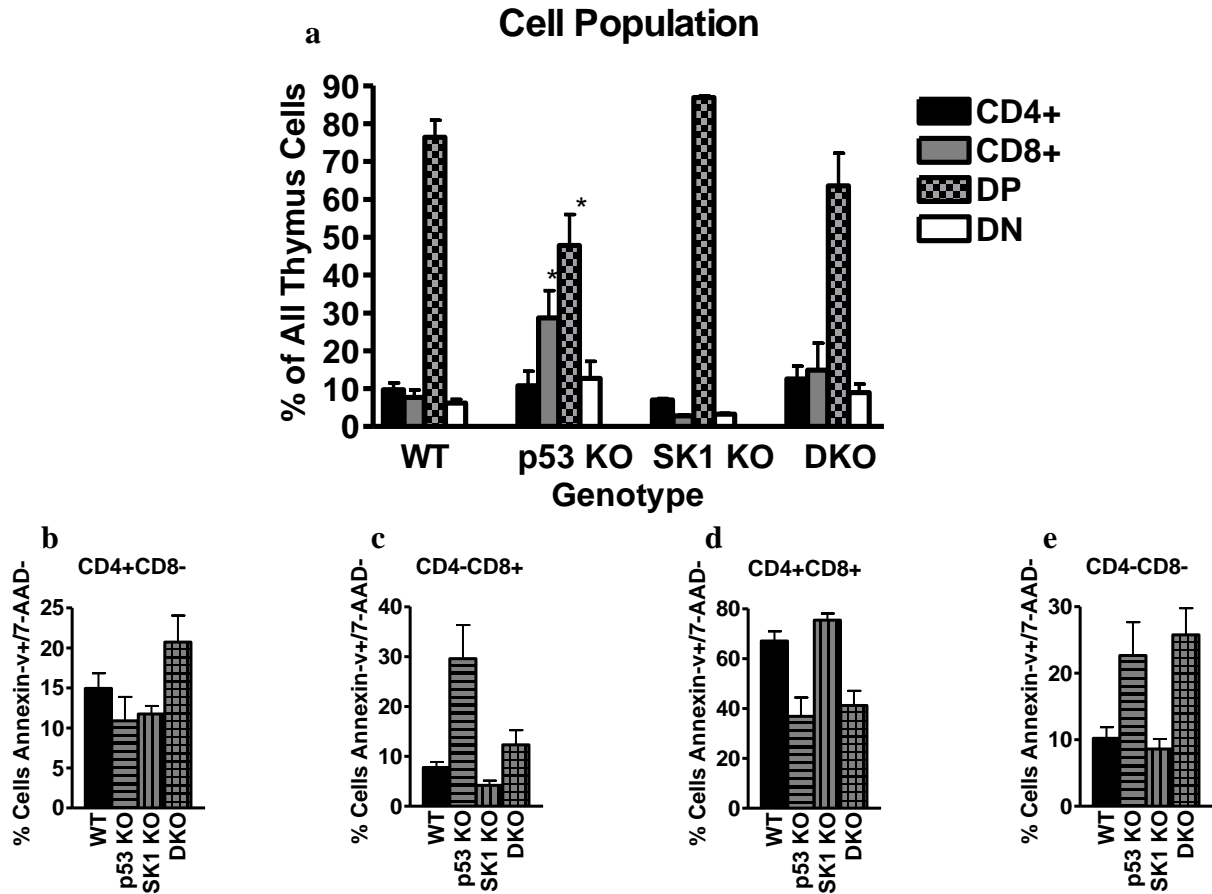 Cell Population
a
% of All Thymus Cells
90
80
70
60
50
40
30
20
10
0
* *
WT p53 KO SK1 KO DKO
Genotype
CD4+
CD8+
DP
DN
b
CD4+CD8-
% Cells Annexin-v+/7-AAD-
25
20
15
10
5
0
WT
p53 KO
SK1 KO
DKO
c
CD4-CD8+
% Cells Annexin-v+/7-AAD-
40
30
20
10
0
WT
p53 KO
SK1 KO
DKO
d
CD4+CD8+
% Cells Annexin-v+/7-AAD-
80
60
40
20
0
WT
p53 KO
SK1 KO
DKO
e
CD4-CD8-
% Cells Annexin-v+/7-AAD-
30
20
10
0
WT
p53 KO
SK1 KO
DKO